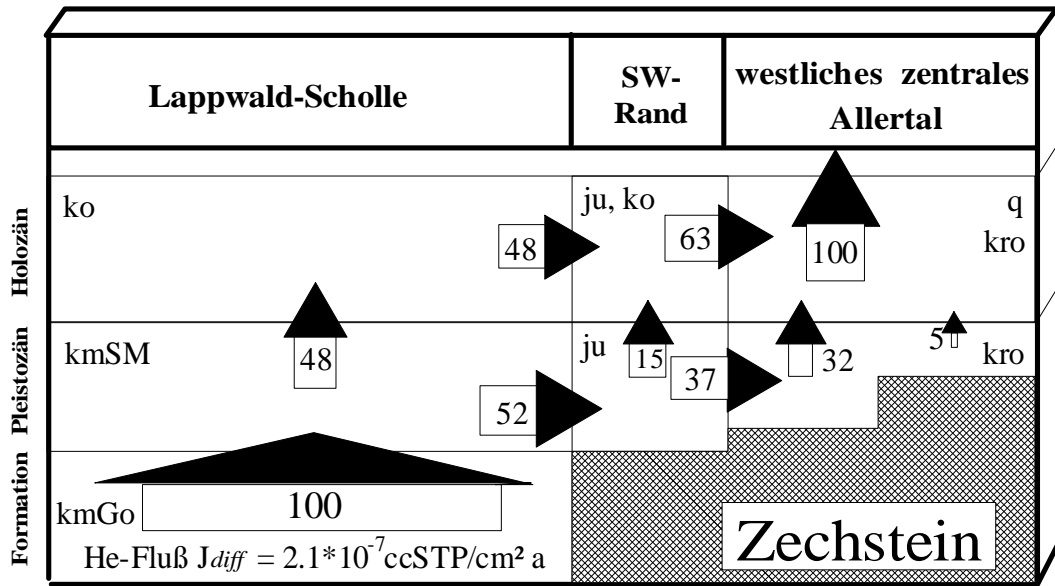 Lappwald-Scholle
SW-
Rand
westliches zentrales
Allertal
Holozän
ko
48
ju, ko
63
100
q
kro
Pleistozän
kmSM
48
52
ju
15
37
32
5
kro
Formation
kmGo
100
He-Fluß Jdiff = 2.1*10⁻⁷ccSTP/cm² a
Zechstein